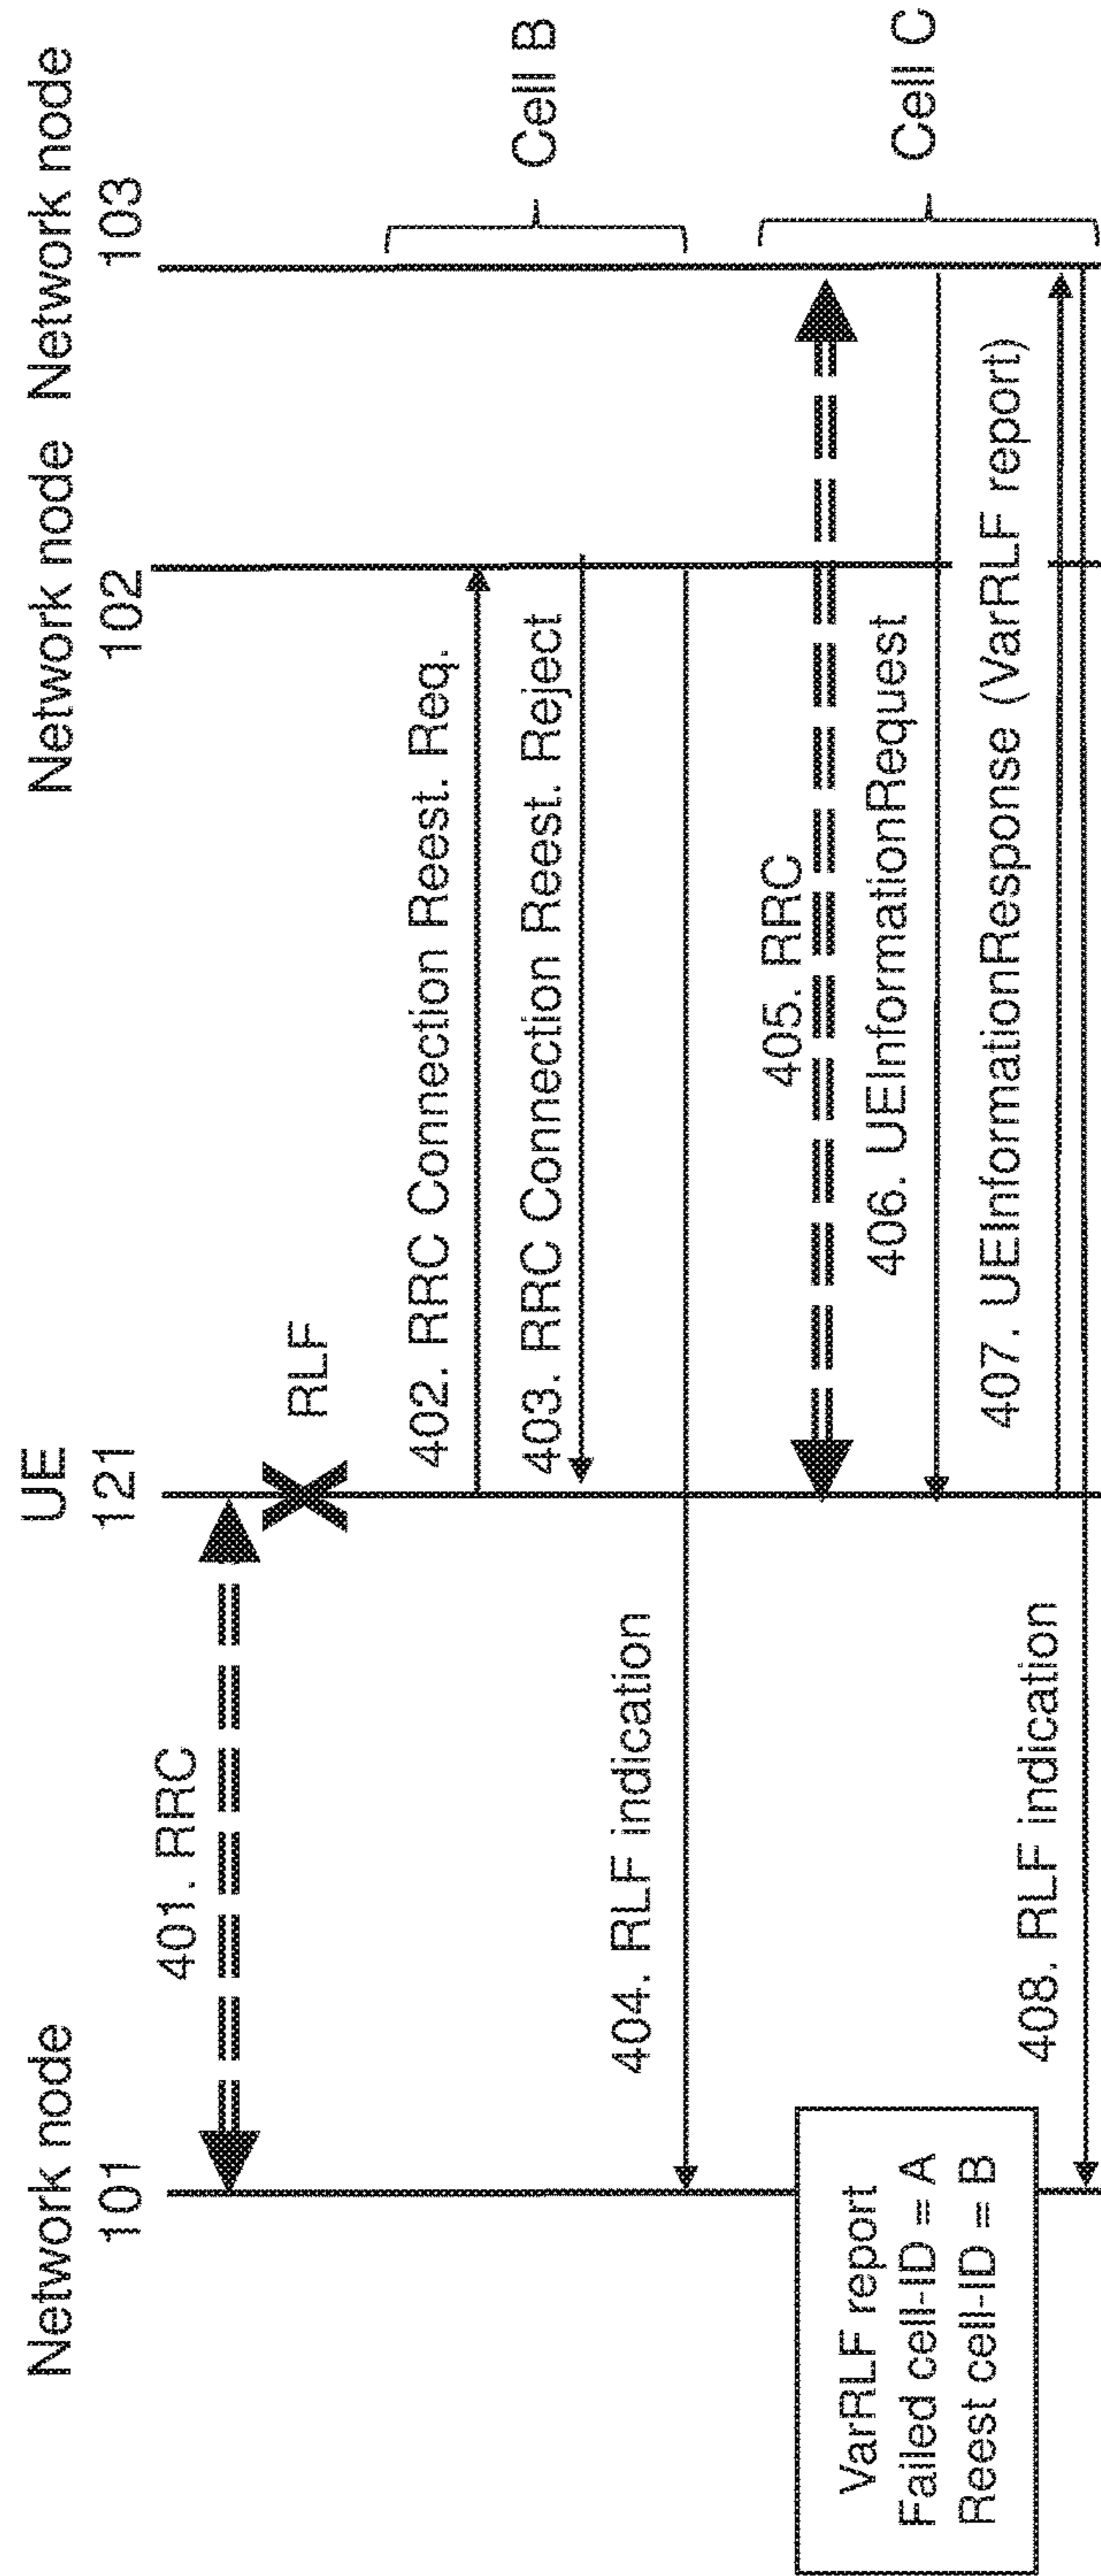 Network node
101
UE
121
Network node
102
Network node
103
401. RRC
RLF
402. RRC Connection Reest. Req.
403. RRC Connection Reest. Reject
Cell B
404. RLF indication
405. RRC
406. UEInformationRequest
Cell C
VarRLF report
Failed cell-ID = A
Reest cell-ID = B
407. UEInformationResponse (VarRLF report)
408. RLF indication